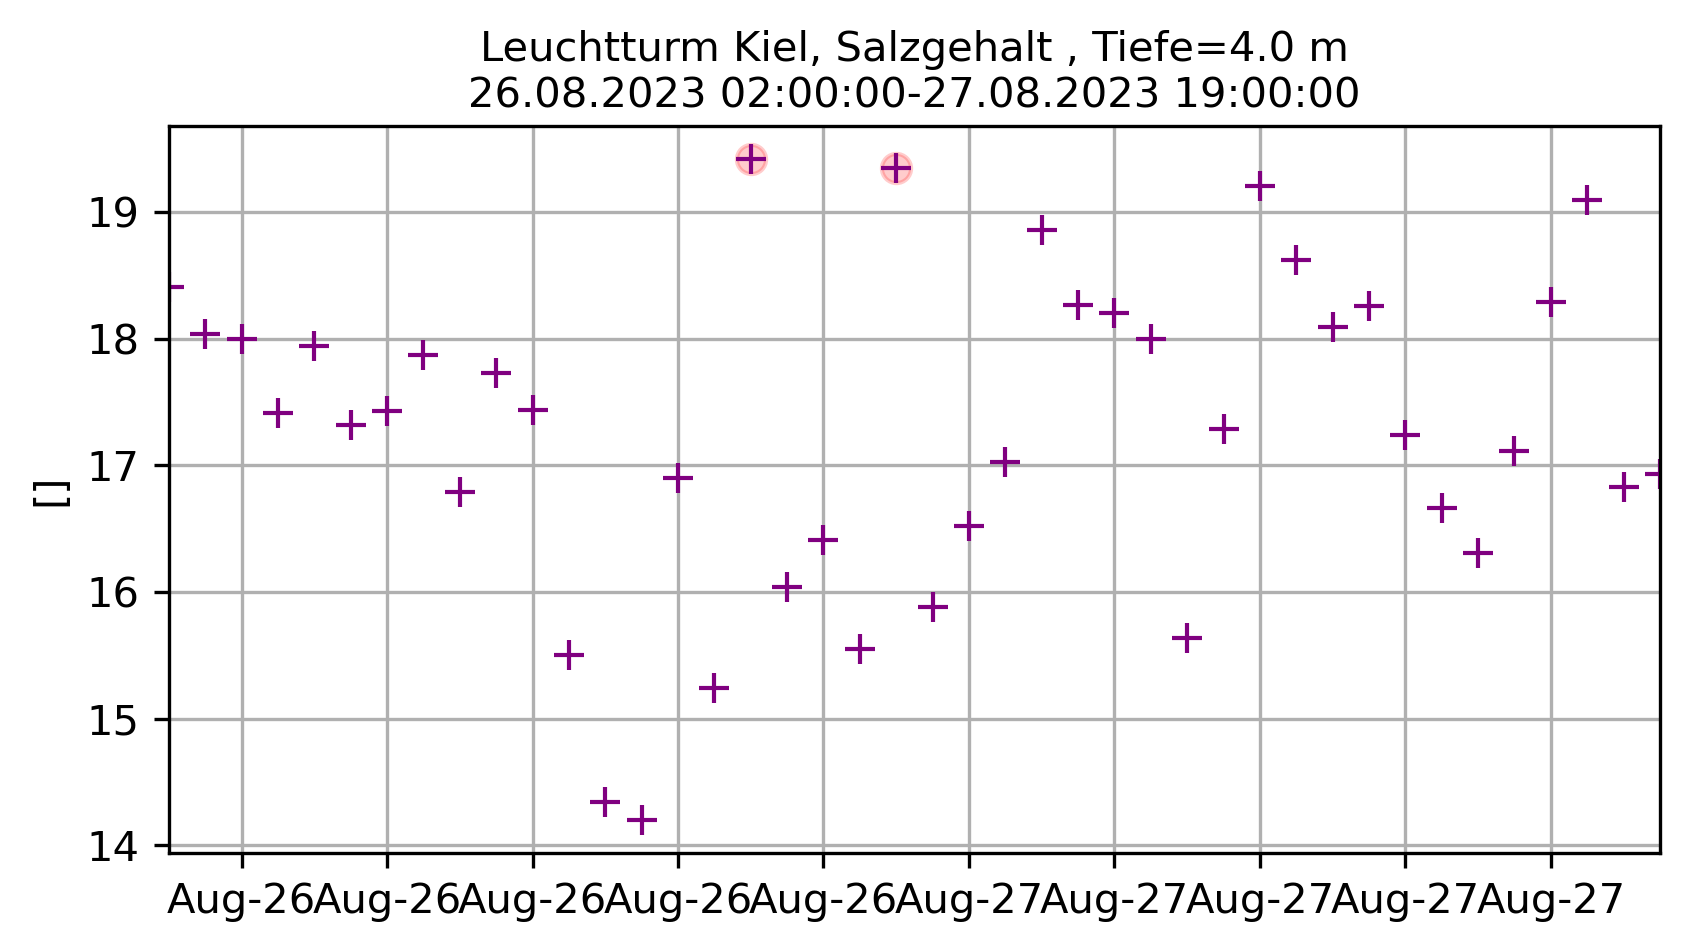 Leuchtturm Kiel, Salzgehalt , Tiefe=4.0 m
26.08.2023 02:00:00-27.08.2023 19:00:00
19
18
17
16
15
14
[]
Aug-26 Aug-26 Aug-26 Aug-26 Aug-26 Aug-27 Aug-27 Aug-27 Aug-27 Aug-27